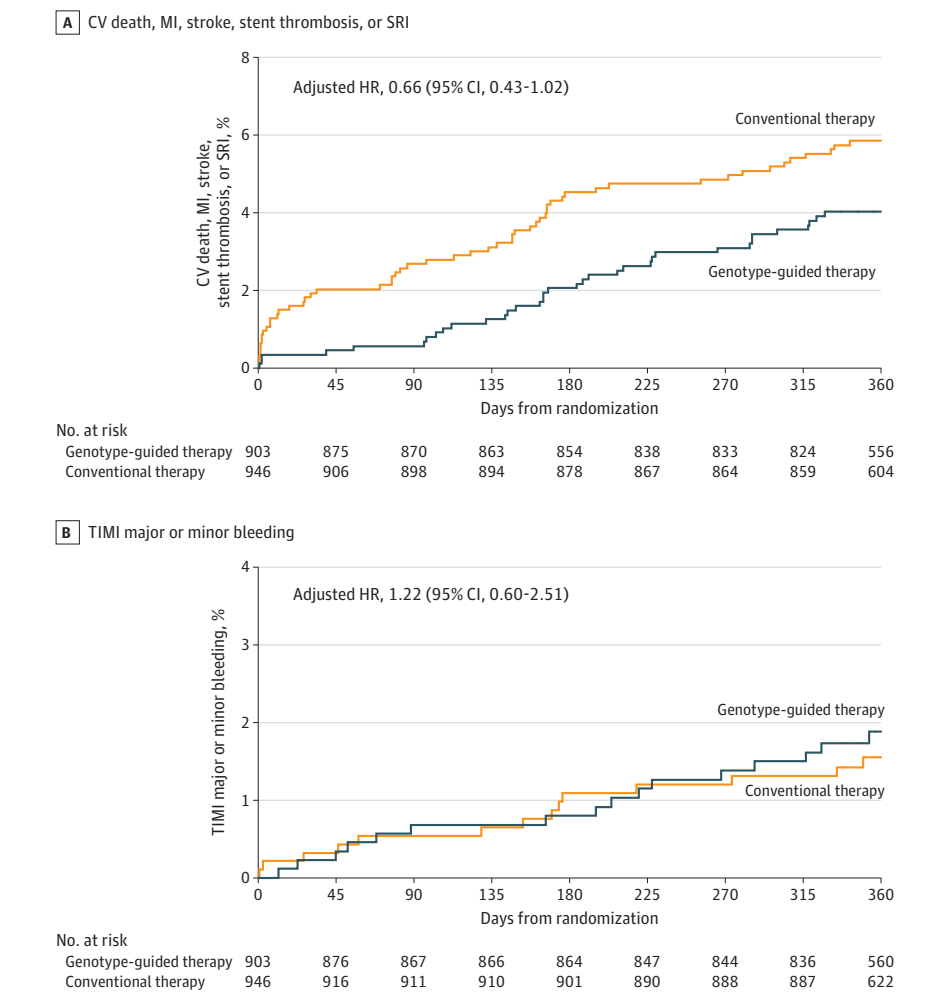 A CV death, MI, stroke, stent thrombosis, or SRI
CV death, MI, stroke,
stent thrombosis, or SRI, %
8
6
4
2
0
Adjusted HR, 0.66 (95% CI, 0.43-1.02)
Conventional therapy
Genotype-guided therapy
0 45 90 135 180 225 270 315 360
Days from randomization
No. at risk
Genotype-guided therapy 903 875 870 863 854 838 833 824 556
Conventional therapy 946 906 898 894 878 867 864 859 604
B TIMI major or minor bleeding
TIMI major or minor bleeding, %
4
3
2
1
0
Adjusted HR, 1.22 (95% CI, 0.60-2.51)
Genotype-guided therapy
Conventional therapy
0 45 90 135 180 225 270 315 360
Days from randomization
No. at risk
Genotype-guided therapy 903 876 867 866 864 847 844 836 560
Conventional therapy 946 916 911 910 901 890 888 887 622